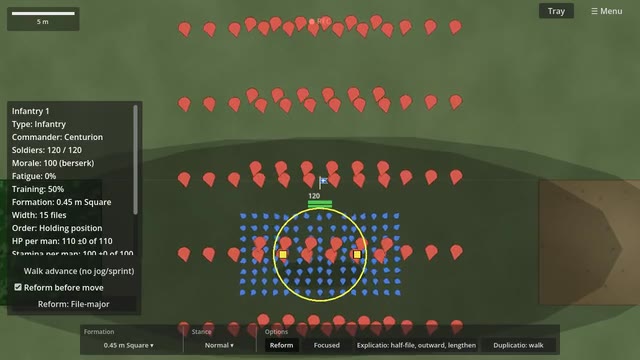 5 m
REC
Tray
☰ Menu
Infantry 1
Type: Infantry
Commander: Centurion
Soldiers: 120 / 120
Morale: 100 (berserk)
Fatigue: 0%
Training: 50%
Formation: 0.45 m Square
Width: 15 files
Order: Holding position
HP per man: 110 ±0 of 110
Stamina per man: 100 ±0 of 100
Walk advance (no jog/sprint)
Reform before move
Reform: File-major
120
Formation
Stance
Options
0.45 m Square ▾
Normal ▾
Reform
Focused
Explicatio: half-file, outward, lengthen
Duplicatio: walk